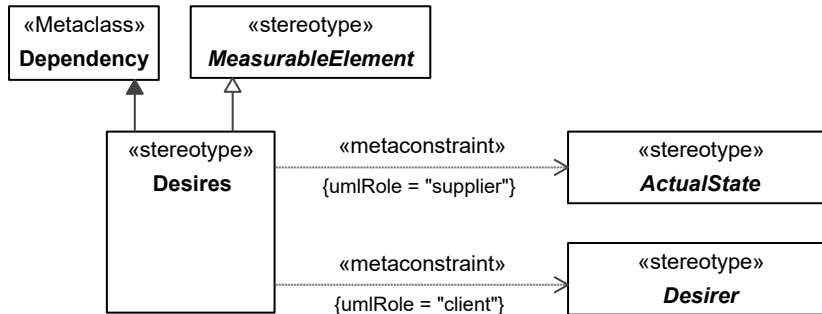 «Metaclass»
Dependency
«stereotype»
MeasurableElement
«stereotype»
Desires
«metaconstraint»
{umlRole = "supplier"}
«stereotype»
ActualState
«metaconstraint»
{umlRole = "client"}
«stereotype»
Desirer